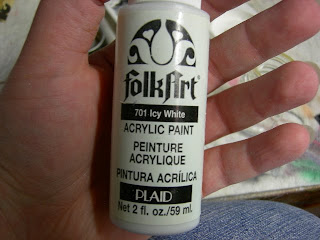 folkArt
701 Icy White
ACRYLIC PAINT
PEINTURE
ACRYLIQUE
PINTURA ACRÍLICA
PLAID
Net 2 fl. oz./59 ml.